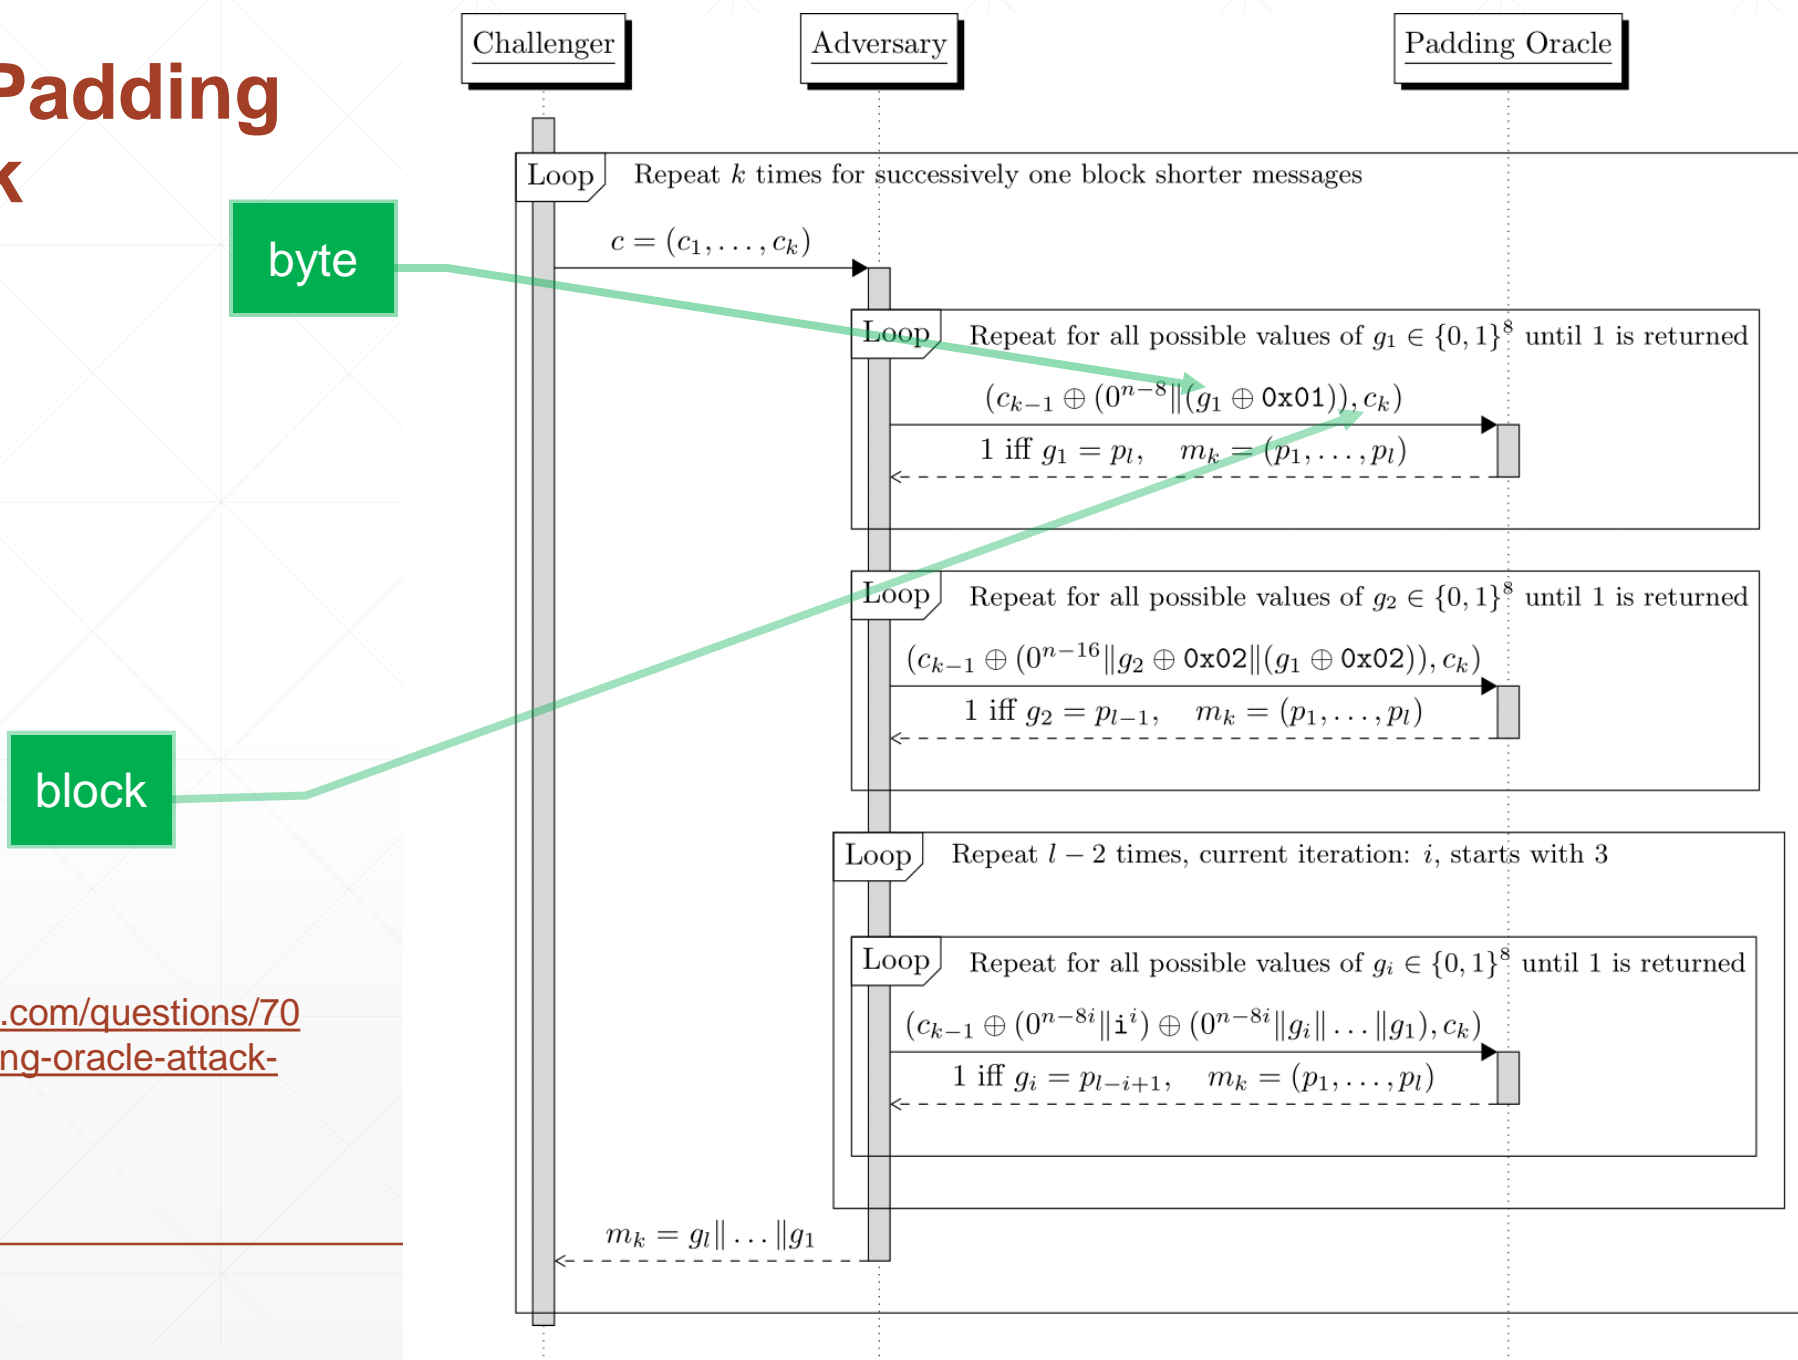 Padding
k
byte
block
.com/questions/70
ng-oracle-attack-
Challenger
Adversary
Padding Oracle
Loop
Repeat k times for successively one block shorter messages
c = (c₁, . . . , cₖ)
Loop
Repeat for all possible values of g₁ ∈ {0, 1}⁸ until 1 is returned
(cₖ₋₁ ⊕ (0ⁿ⁻⁸‖(g₁ ⊕ 0x01)), cₖ)
1 iff g₁ = pₗ, mₖ = (p₁, . . . , pₗ)
Loop
Repeat for all possible values of g₂ ∈ {0, 1}⁸ until 1 is returned
(cₖ₋₁ ⊕ (0ⁿ⁻¹⁶‖g₂ ⊕ 0x02‖(g₁ ⊕ 0x02)), cₖ)
1 iff g₂ = pₗ₋₁, mₖ = (p₁, . . . , pₗ)
Loop
Repeat l − 2 times, current iteration: i, starts with 3
Loop
Repeat for all possible values of gᵢ ∈ {0, 1}⁸ until 1 is returned
(cₖ₋₁ ⊕ (0ⁿ⁻⁸ⁱ‖iⁱ) ⊕ (0ⁿ⁻⁸ⁱ‖gᵢ‖ . . . ‖g₁), cₖ)
1 iff gᵢ = pₗ₋ᵢ₊₁, mₖ = (p₁, . . . , pₗ)
mₖ = gₗ‖ . . . ‖g₁